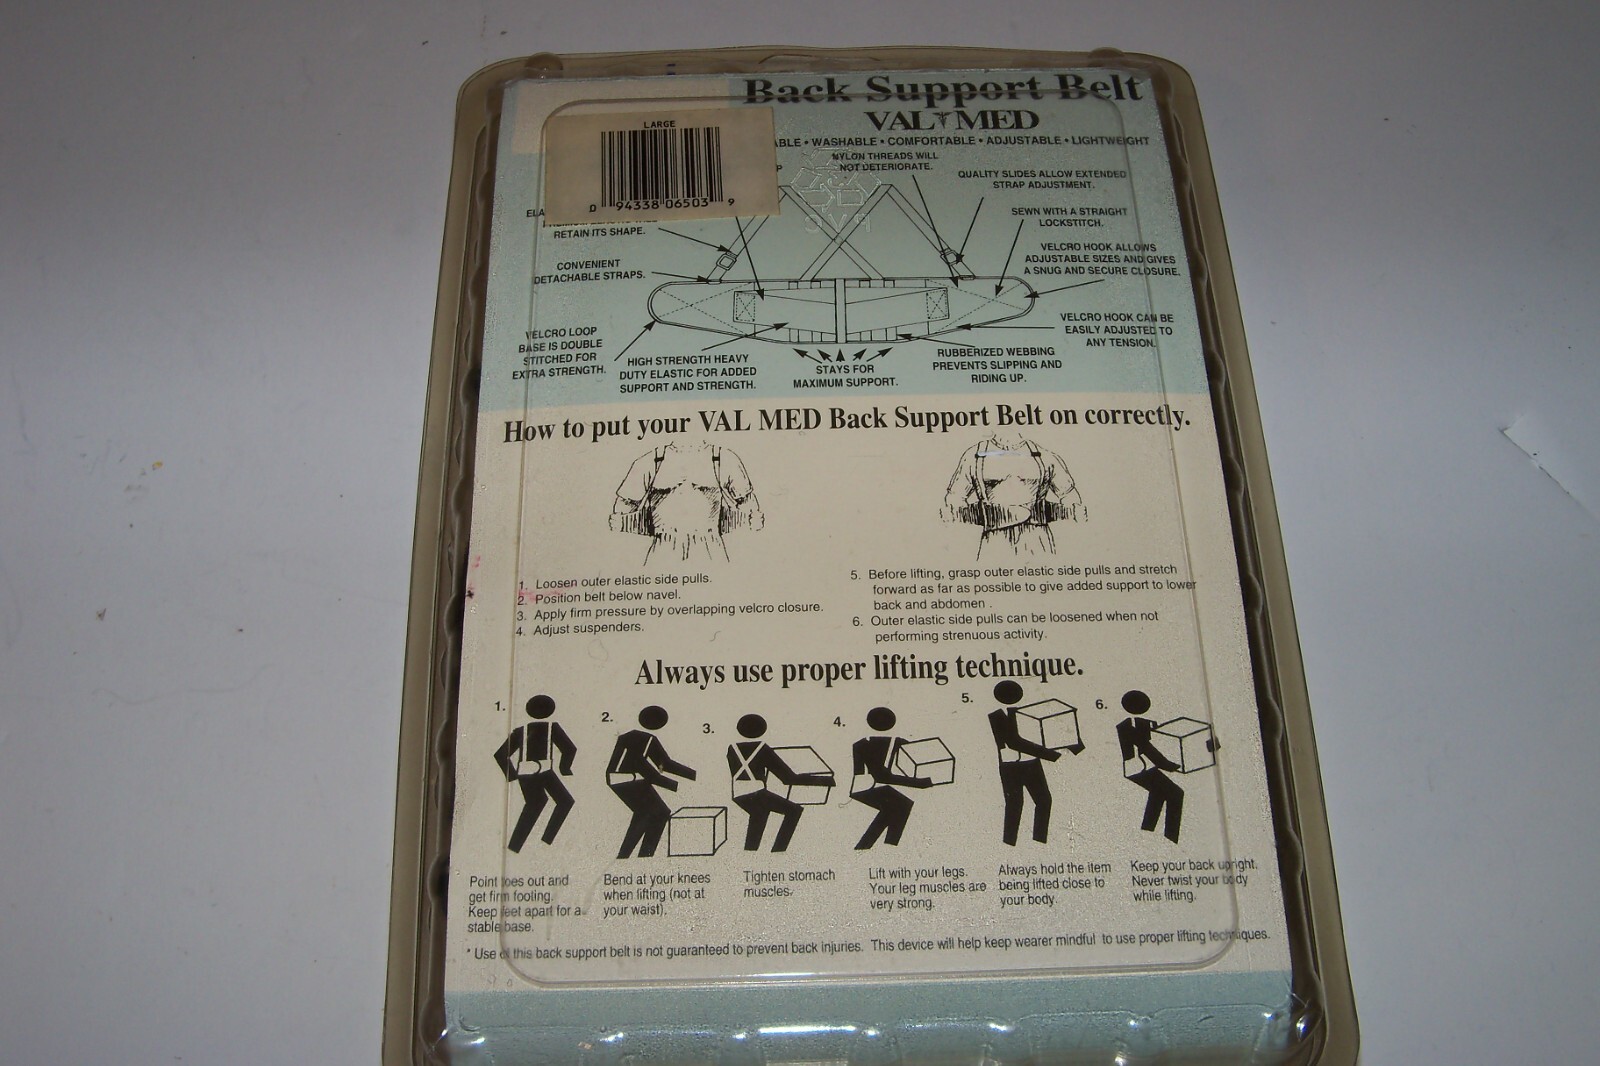 Back Support Belt
VAL MED
ABLE • WASHABLE • COMFORTABLE • ADJUSTABLE • LIGHTWEIGHT
LARGE
0 94338 06503 9
NYLON THREADS WILL
NOT DETERIORATE.
QUALITY SLIDES ALLOW EXTENDED
STRAP ADJUSTMENT.
RETAIN ITS SHAPE.
SEWN WITH A STRAIGHT
LOCKSTITCH.
CONVENIENT
DETACHABLE STRAPS.
VELCRO HOOK ALLOWS
ADJUSTABLE SIZES AND GIVES
A SNUG AND SECURE CLOSURE.
VELCRO LOOP
BASE IS DOUBLE
STITCHED FOR
EXTRA STRENGTH.
HIGH STRENGTH HEAVY
DUTY ELASTIC FOR ADDED
SUPPORT AND STRENGTH.
STAYS FOR
MAXIMUM SUPPORT.
RUBBERIZED WEBBING
PREVENTS SLIPPING AND
RIDING UP.
VELCRO HOOK CAN BE
EASILY ADJUSTED TO
ANY TENSION.
How to put your VAL MED Back Support Belt on correctly.
1. Loosen outer elastic side pulls.
2. Position belt below navel.
3. Apply firm pressure by overlapping velcro closure.
4. Adjust suspenders.
5. Before lifting, grasp outer elastic side pulls and stretch
forward as far as possible to give added support to lower
back and abdomen .
6. Outer elastic side pulls can be loosened when not
performing strenuous activity.
Always use proper lifting technique.
1.
2.
3.
4.
5.
6.
Point toes out and
get firm footing.
Keep feet apart for a
stable base.
Bend at your knees
when lifting (not at
your waist).
Tighten stomach
muscles.
Lift with your legs.
Your leg muscles are
very strong.
Always hold the item
being lifted close to
your body.
Keep your back upright.
Never twist your body
while lifting.
* Use of this back support belt is not guaranteed to prevent back injuries. This device will help keep wearer mindful to use proper lifting techniques.